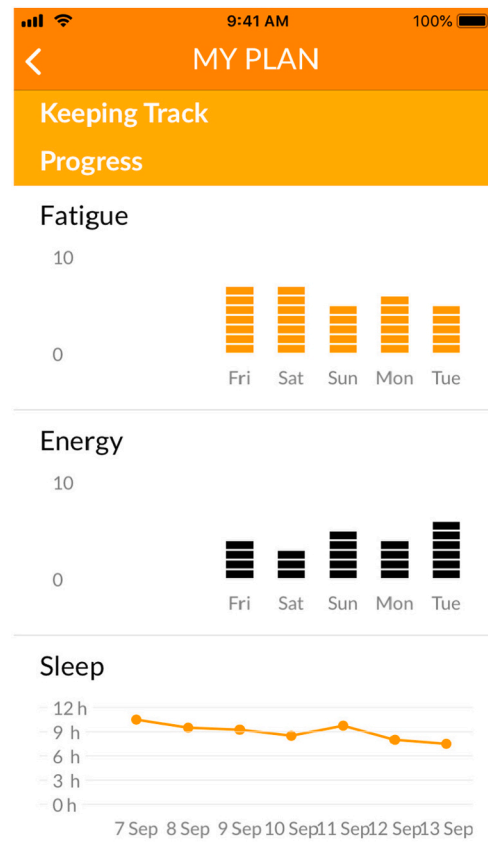 9:41 AM 100%
MY PLAN
Keeping Track
Progress
Fatigue
10
0
Fri Sat Sun Mon Tue
Energy
10
0
Fri Sat Sun Mon Tue
Sleep
12 h
9 h
6 h
3 h
0 h
7 Sep 8 Sep 9 Sep 10 Sep 11 Sep 12 Sep 13 Sep